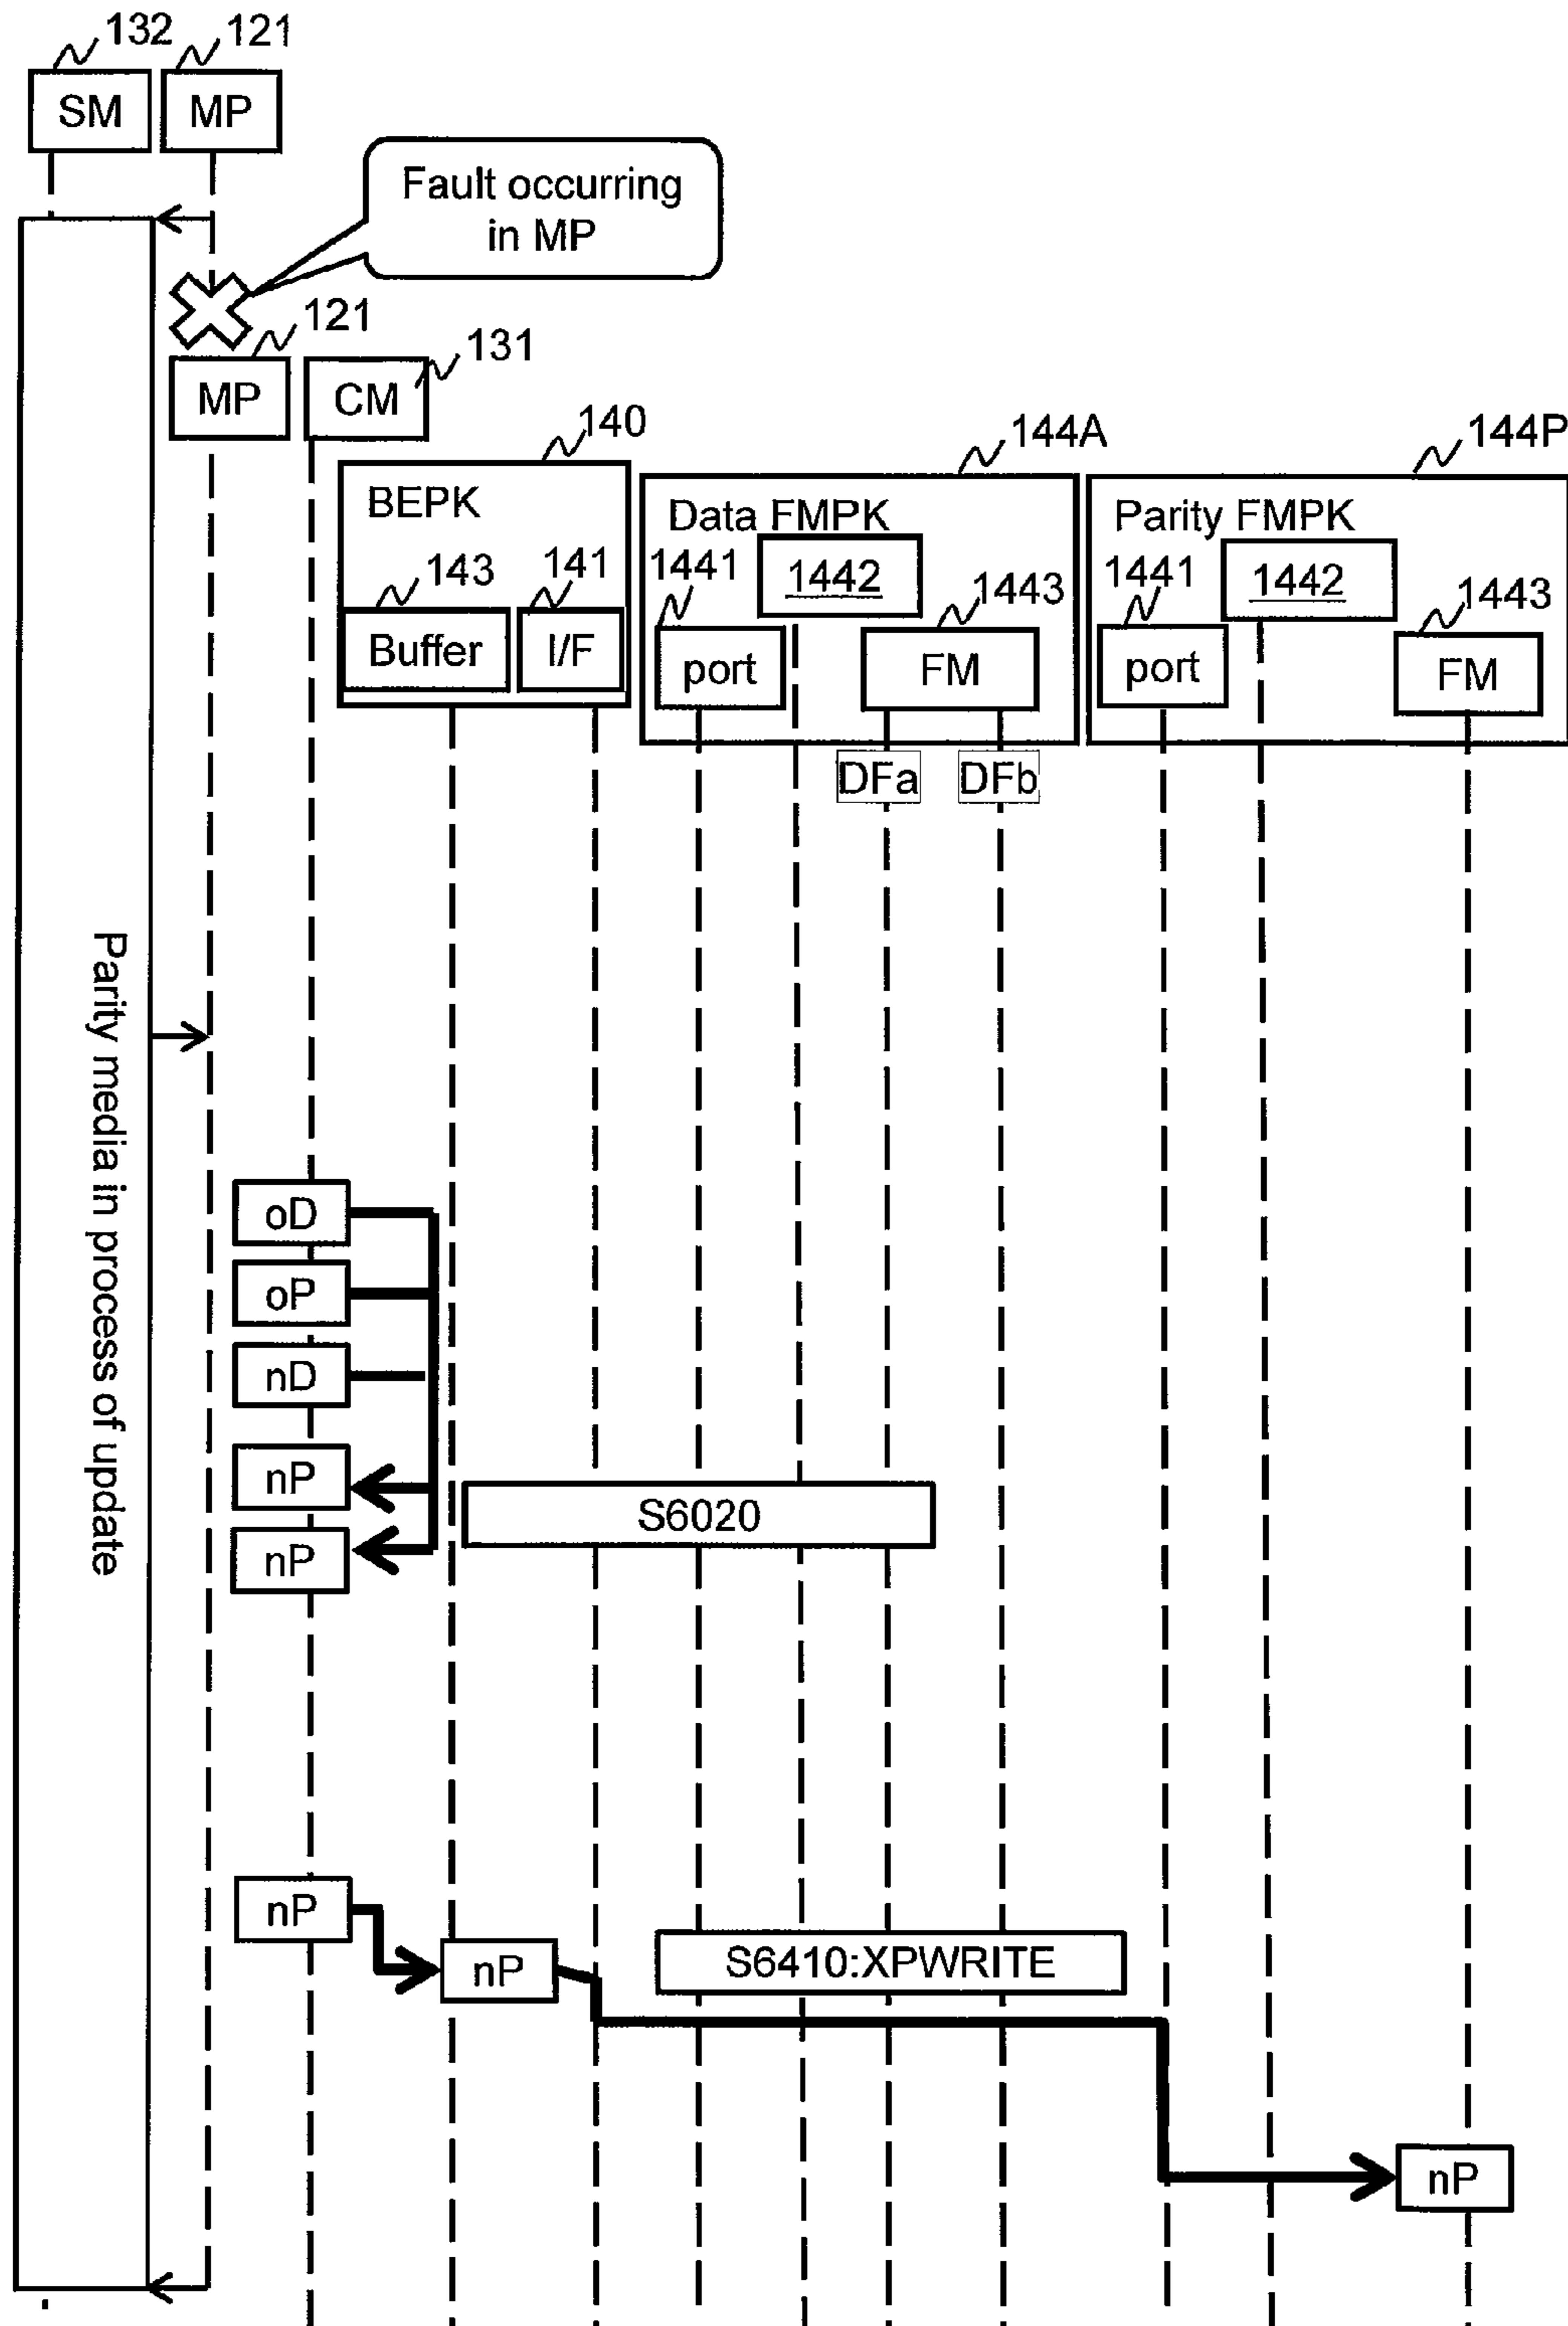 132
121
SM
MP
Fault occurring
in MP
121
131
MP
CM
140
144A
144P
BEPK
Data FMPK
Parity FMPK
143
141
1441
1442
1443
1441
1442
1443
Buffer
I/F
port
FM
port
FM
DFa
DFb
Parity media in process of update
oD
oP
nD
nP
S6020
nP
nP
nP
S6410:XPWRITE
nP